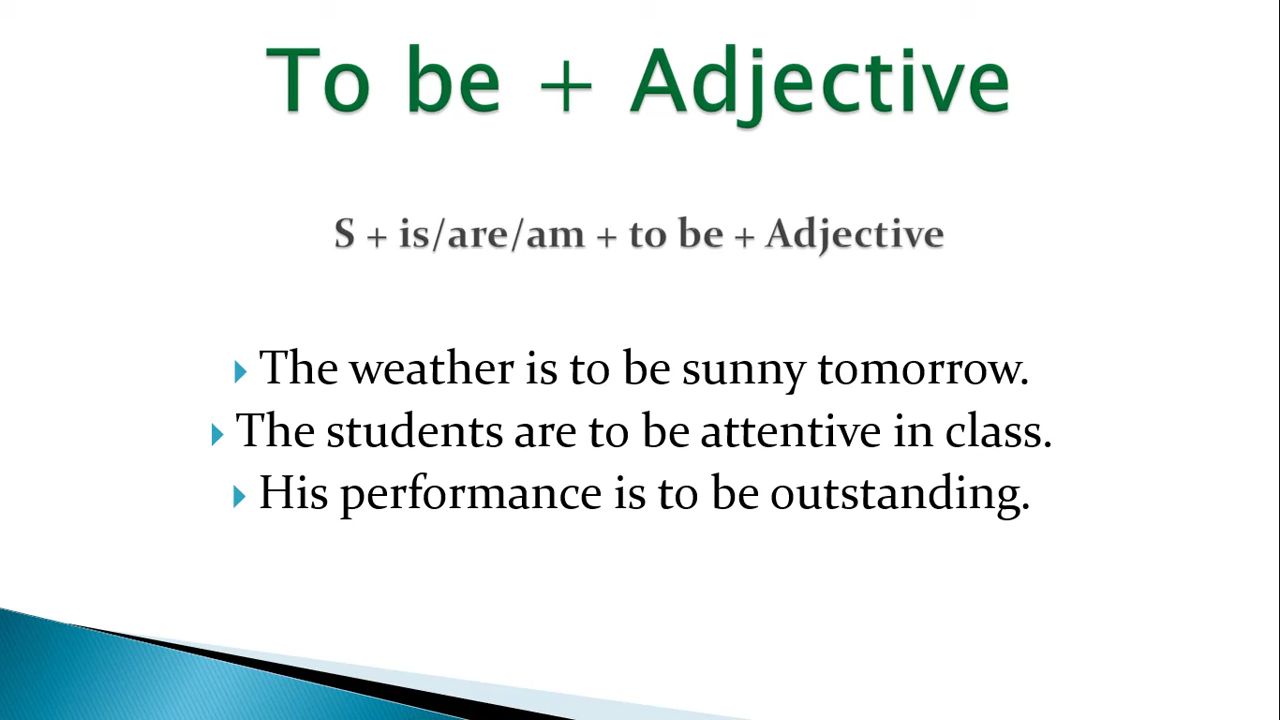 To be + Adjective
S + is/are/am + to be + Adjective
The weather is to be sunny tomorrow.
The students are to be attentive in class.
His performance is to be outstanding.